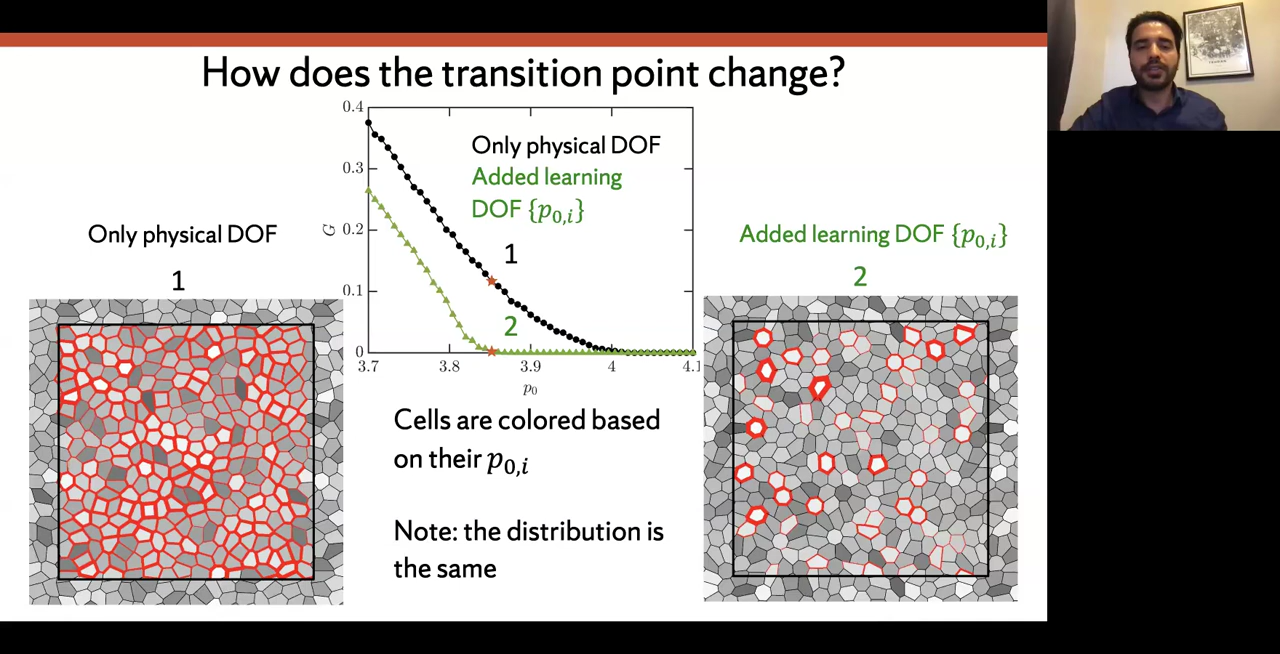 How does the transition point change?
0.4
0.3
0.2
0.1
0
G
3.7
3.8
3.9
4
4.1
p₀
Only physical DOF
Added learning
DOF {p₀,ᵢ}
1
2
Only physical DOF
1
Added learning DOF {p₀,ᵢ}
2
Cells are colored based
on their p₀,ᵢ
Note: the distribution is
the same